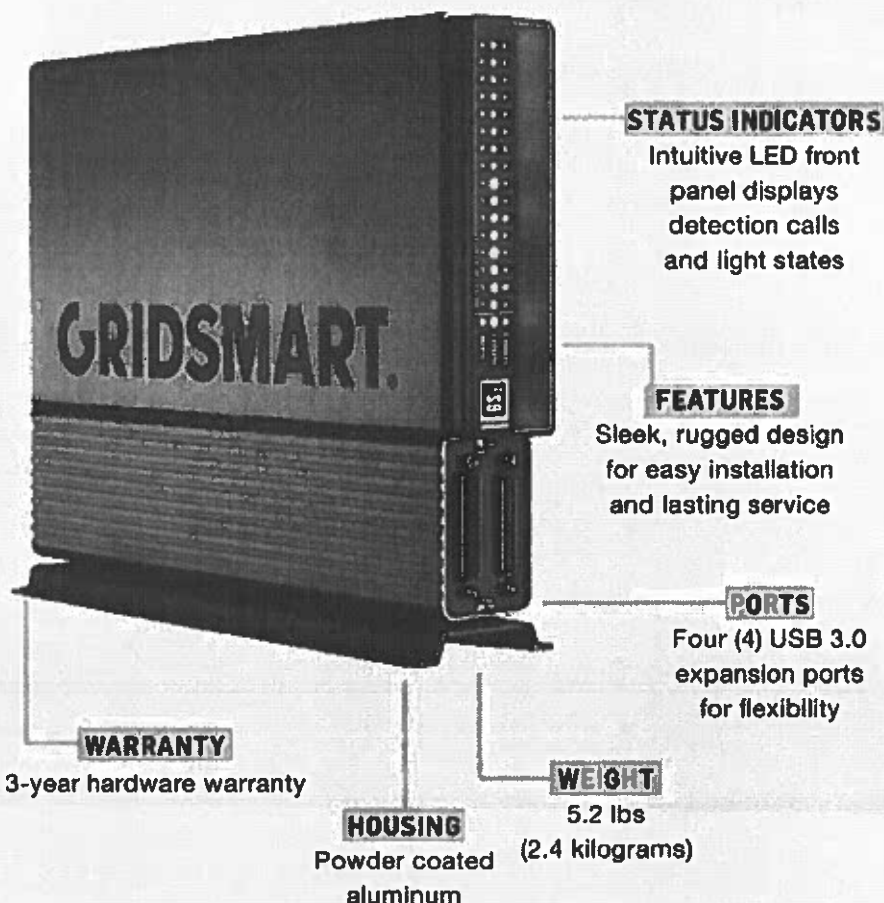 STATUS INDICATORS
Intuitive LED front
panel displays
detection calls
and light states
GRIDSMART.
GS2
FEATURES
Sleek, rugged design
for easy installation
and lasting service
PORTS
Four (4) USB 3.0
expansion ports
for flexibility
WARRANTY
3-year hardware warranty
WEIGHT
5.2 lbs
(2.4 kilograms)
HOUSING
Powder coated
aluminum